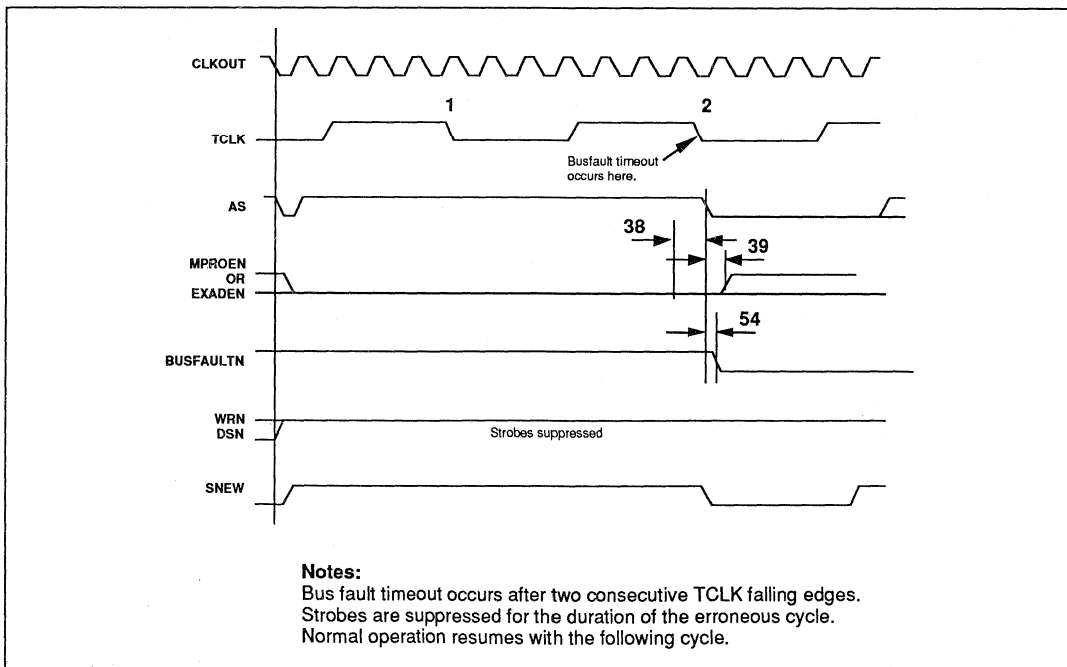 CLKOUT
1
2
TCLK
Busfault timeout
occurs here.
AS
38
39
MPROEN
OR
EXADEN
54
BUSFAULTN
WRN
DSN
Strobes suppressed
SNEW
Notes:
Bus fault timeout occurs after two consecutive TCLK falling edges.
Strobes are suppressed for the duration of the erroneous cycle.
Normal operation resumes with the following cycle.